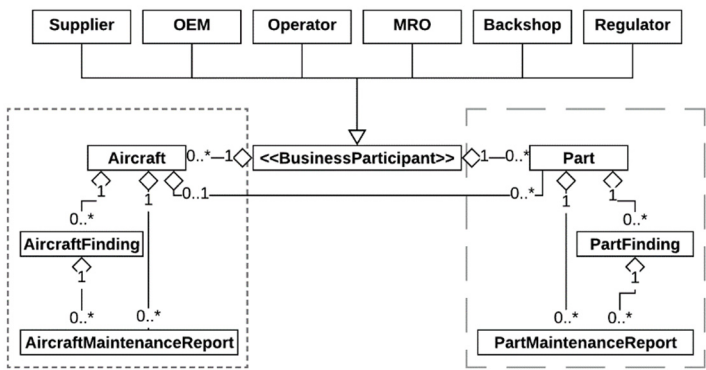 Supplier OEM Operator MRO Backshop Regulator
Aircraft 0..* 1 <<BusinessParticipant>> 1 0..* Part
1 1 0..1 0..* 1 1
0..* 0..*
AircraftFinding PartFinding
1 1
0..* 0..* 0..* 0..*
AircraftMaintenanceReport PartMaintenanceReport